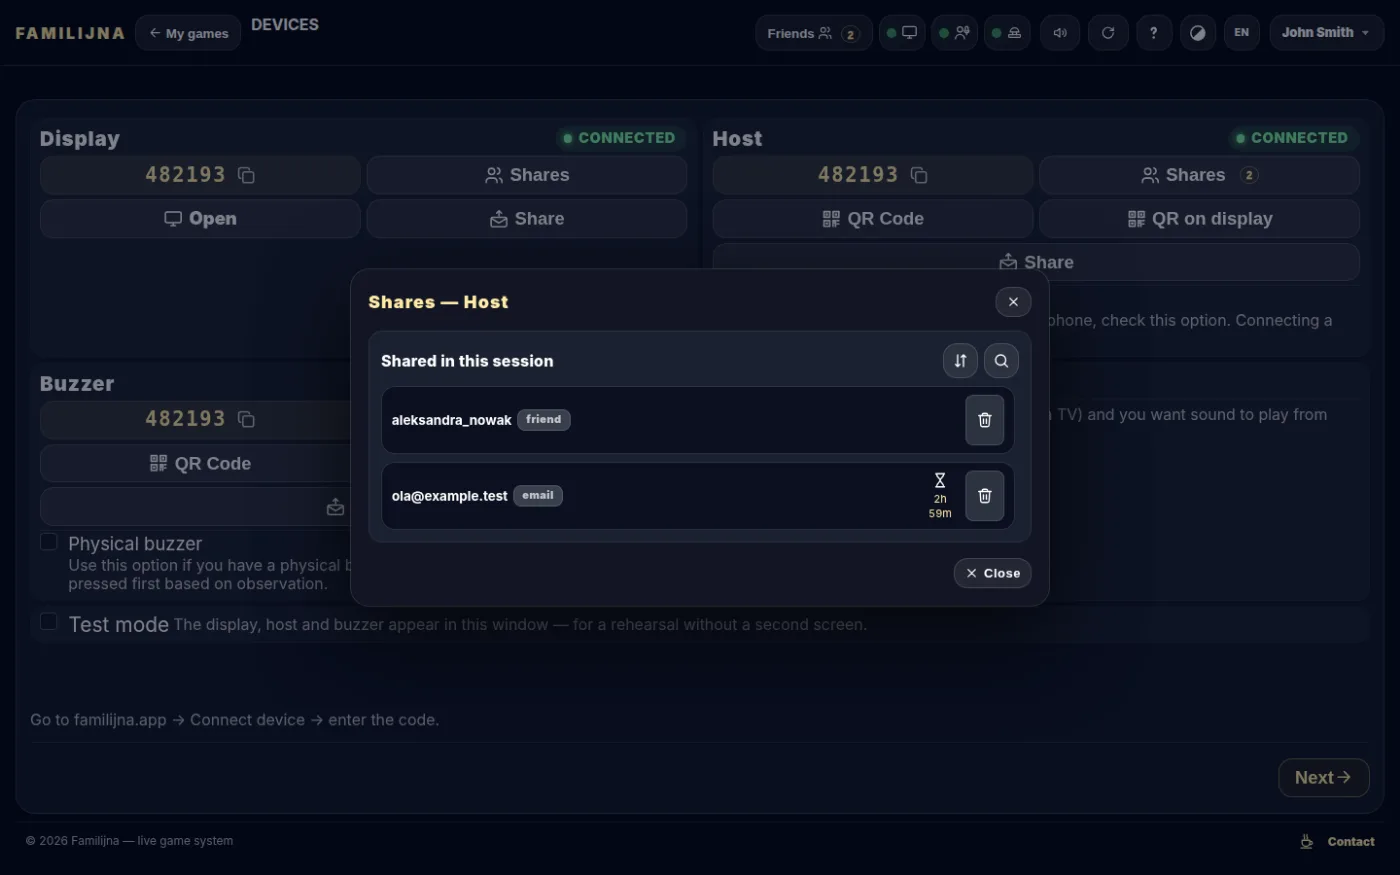 FAMILIJNA
← My games
DEVICES
Friends 2
?
EN
John Smith
Display
CONNECTED
482193
Shares
Open
Share
Host
CONNECTED
482193
Shares 2
QR Code
QR on display
Share
phone, check this option. Connecting a
Shares — Host
Shared in this session
aleksandra_nowak friend
ola@example.test email
2h
59m
× Close
Buzzer
482193
QR Code
TV) and you want sound to play from
Physical buzzer
Use this option if you have a physical
pressed first based on observation.
Test mode The display, host and buzzer appear in this window — for a rehearsal without a second screen.
Go to familijna.app → Connect device → enter the code.
Next →
© 2026 Familijna — live game system
Contact